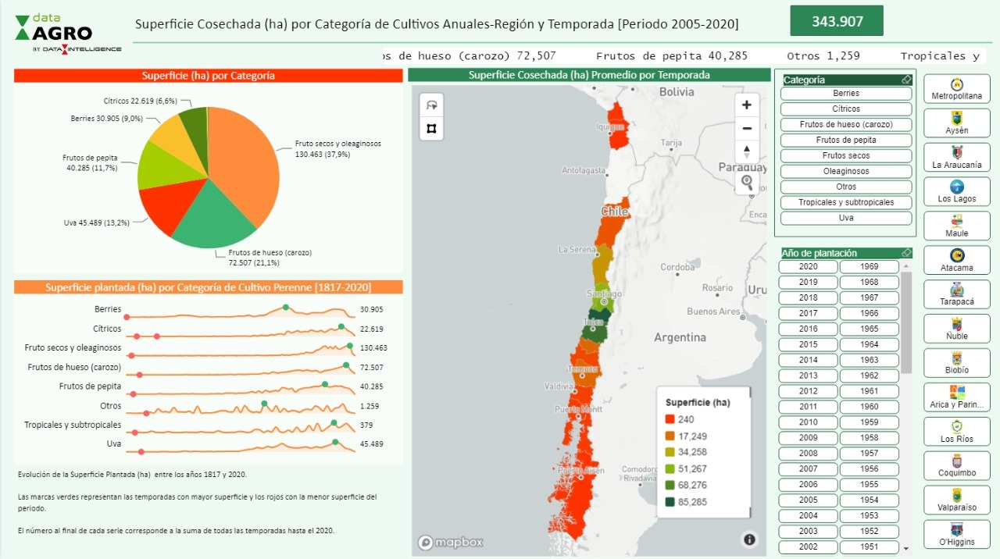 data
AGRO
BY DATA INTELLIGENCE
Superficie Cosechada (ha) por Categoría de Cultivos Anuales-Región y Temporada [Periodo 2005-2020]
343.907
os de hueso (carozo) 72,507 Frutos de pepita 40,285 Otros 1,259 Tropicales y
Superficie (ha) por Categoría
Cítricos 22.619 (6,6%)
Berries 30.905 (9,0%)
Frutos de pepita
40.285 (11,7%)
Uva 45.489 (13,2%)
Fruto secos y oleaginosos
130.463 (37,9%)
Frutos de hueso (carozo)
72.507 (21,1%)
Superficie plantada (ha) por Categoría de Cultivo Perenne [1817-2020]
Berries 30.905
Cítricos 22.619
Fruto secos y oleaginosos 130.463
Frutos de hueso (carozo) 72.507
Frutos de pepita 40.285
Otros 1.259
Tropicales y subtropicales 379
Uva 45.489
Evolución de la Superficie Plantada (ha) entre los años 1817 y 2020.
Las marcas verdes representan las temporadas con mayor superficie y los rojos con la menor superficie del
periodo.
El número al final de cada serie corresponde a la suma de todas las temporadas hasta el 2020.
Superficie Cosechada (ha) Promedio por Temporada
Bolivia
Iquique
Tarija
Antofagasta
Paraguay
Enca
Chile
La Serena
Cordoba
Santiago
Rosario
Uru
Talca
Buenos Aires
Argentina
Temuco
Valdivia
Puerto Montt
Puerto Aisén
Comodoro
Rivadavia
Superficie (ha)
240
17,249
34,258
51,267
68,276
85,285
mapbox
Categoría
Berries
Cítricos
Frutos de hueso (carozo)
Frutos de pepita
Frutos secos
Oleaginosos
Otros
Tropicales y subtropicales
Uva
Año de plantación
2020 1969
2019 1968
2018 1967
2017 1966
2016 1965
2015 1964
2014 1963
2013 1962
2012 1961
2011 1960
2010 1959
2009 1958
2008 1957
2007 1956
2006 1955
2005 1954
2004 1953
2003 1952
2002 1951
Metropolitana
Aysén
La Araucanía
Los Lagos
Maule
Atacama
Tarapacá
Ñuble
Biobío
Arica y Parin...
Los Ríos
Coquimbo
Valparaíso
O'Higgins